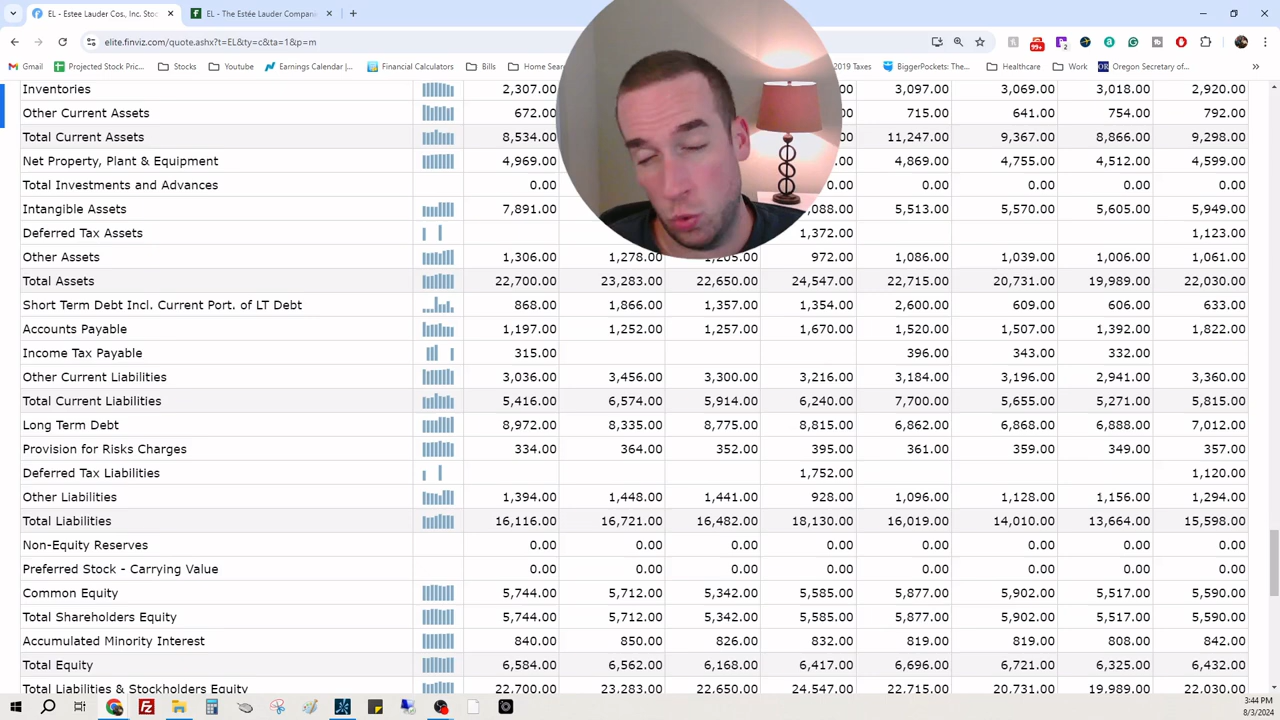 EL - Estee Lauder Cos, Inc. Stoc
EL - The Estée Lauder Compani
elite.finviz.com/quote.ashx?t=EL&ty=c&ta=1&p=m
Gmail Projected Stock Pric... Stocks Youtube Earnings Calendar |... Financial Calculators Bills Home Sear 2019 Taxes BiggerPockets: The... Healthcare Work Oregon Secretary of...
Inventories 2,307.00 3,097.00 3,069.00 3,018.00 2,920.00
Other Current Assets 672.00 715.00 641.00 754.00 792.00
Total Current Assets 8,534.00 11,247.00 9,367.00 8,866.00 9,298.00
Net Property, Plant & Equipment 4,969.00 4,869.00 4,755.00 4,512.00 4,599.00
Total Investments and Advances 0.00 0.00 0.00 0.00 0.00 0.00
Intangible Assets 7,891.00 088.00 5,513.00 5,570.00 5,605.00 5,949.00
Deferred Tax Assets 1,372.00 1,123.00
Other Assets 1,306.00 1,278.00 1,205.00 972.00 1,086.00 1,039.00 1,006.00 1,061.00
Total Assets 22,700.00 23,283.00 22,650.00 24,547.00 22,715.00 20,731.00 19,989.00 22,030.00
Short Term Debt Incl. Current Port. of LT Debt 868.00 1,866.00 1,357.00 1,354.00 2,600.00 609.00 606.00 633.00
Accounts Payable 1,197.00 1,252.00 1,257.00 1,670.00 1,520.00 1,507.00 1,392.00 1,822.00
Income Tax Payable 315.00 396.00 343.00 332.00
Other Current Liabilities 3,036.00 3,456.00 3,300.00 3,216.00 3,184.00 3,196.00 2,941.00 3,360.00
Total Current Liabilities 5,416.00 6,574.00 5,914.00 6,240.00 7,700.00 5,655.00 5,271.00 5,815.00
Long Term Debt 8,972.00 8,335.00 8,775.00 8,815.00 6,862.00 6,868.00 6,888.00 7,012.00
Provision for Risks Charges 334.00 364.00 352.00 395.00 361.00 359.00 349.00 357.00
Deferred Tax Liabilities 1,752.00 1,120.00
Other Liabilities 1,394.00 1,448.00 1,441.00 928.00 1,096.00 1,128.00 1,156.00 1,294.00
Total Liabilities 16,116.00 16,721.00 16,482.00 18,130.00 16,019.00 14,010.00 13,664.00 15,598.00
Non-Equity Reserves 0.00 0.00 0.00 0.00 0.00 0.00 0.00 0.00
Preferred Stock - Carrying Value 0.00 0.00 0.00 0.00 0.00 0.00 0.00 0.00
Common Equity 5,744.00 5,712.00 5,342.00 5,585.00 5,877.00 5,902.00 5,517.00 5,590.00
Total Shareholders Equity 5,744.00 5,712.00 5,342.00 5,585.00 5,877.00 5,902.00 5,517.00 5,590.00
Accumulated Minority Interest 840.00 850.00 826.00 832.00 819.00 819.00 808.00 842.00
Total Equity 6,584.00 6,562.00 6,168.00 6,417.00 6,696.00 6,721.00 6,325.00 6,432.00
Total Liabilities & Stockholders Equity 22,700.00 23,283.00 22,650.00 24,547.00 22,715.00 20,731.00 19,989.00 22,030.00
3:44 PM
8/3/2024